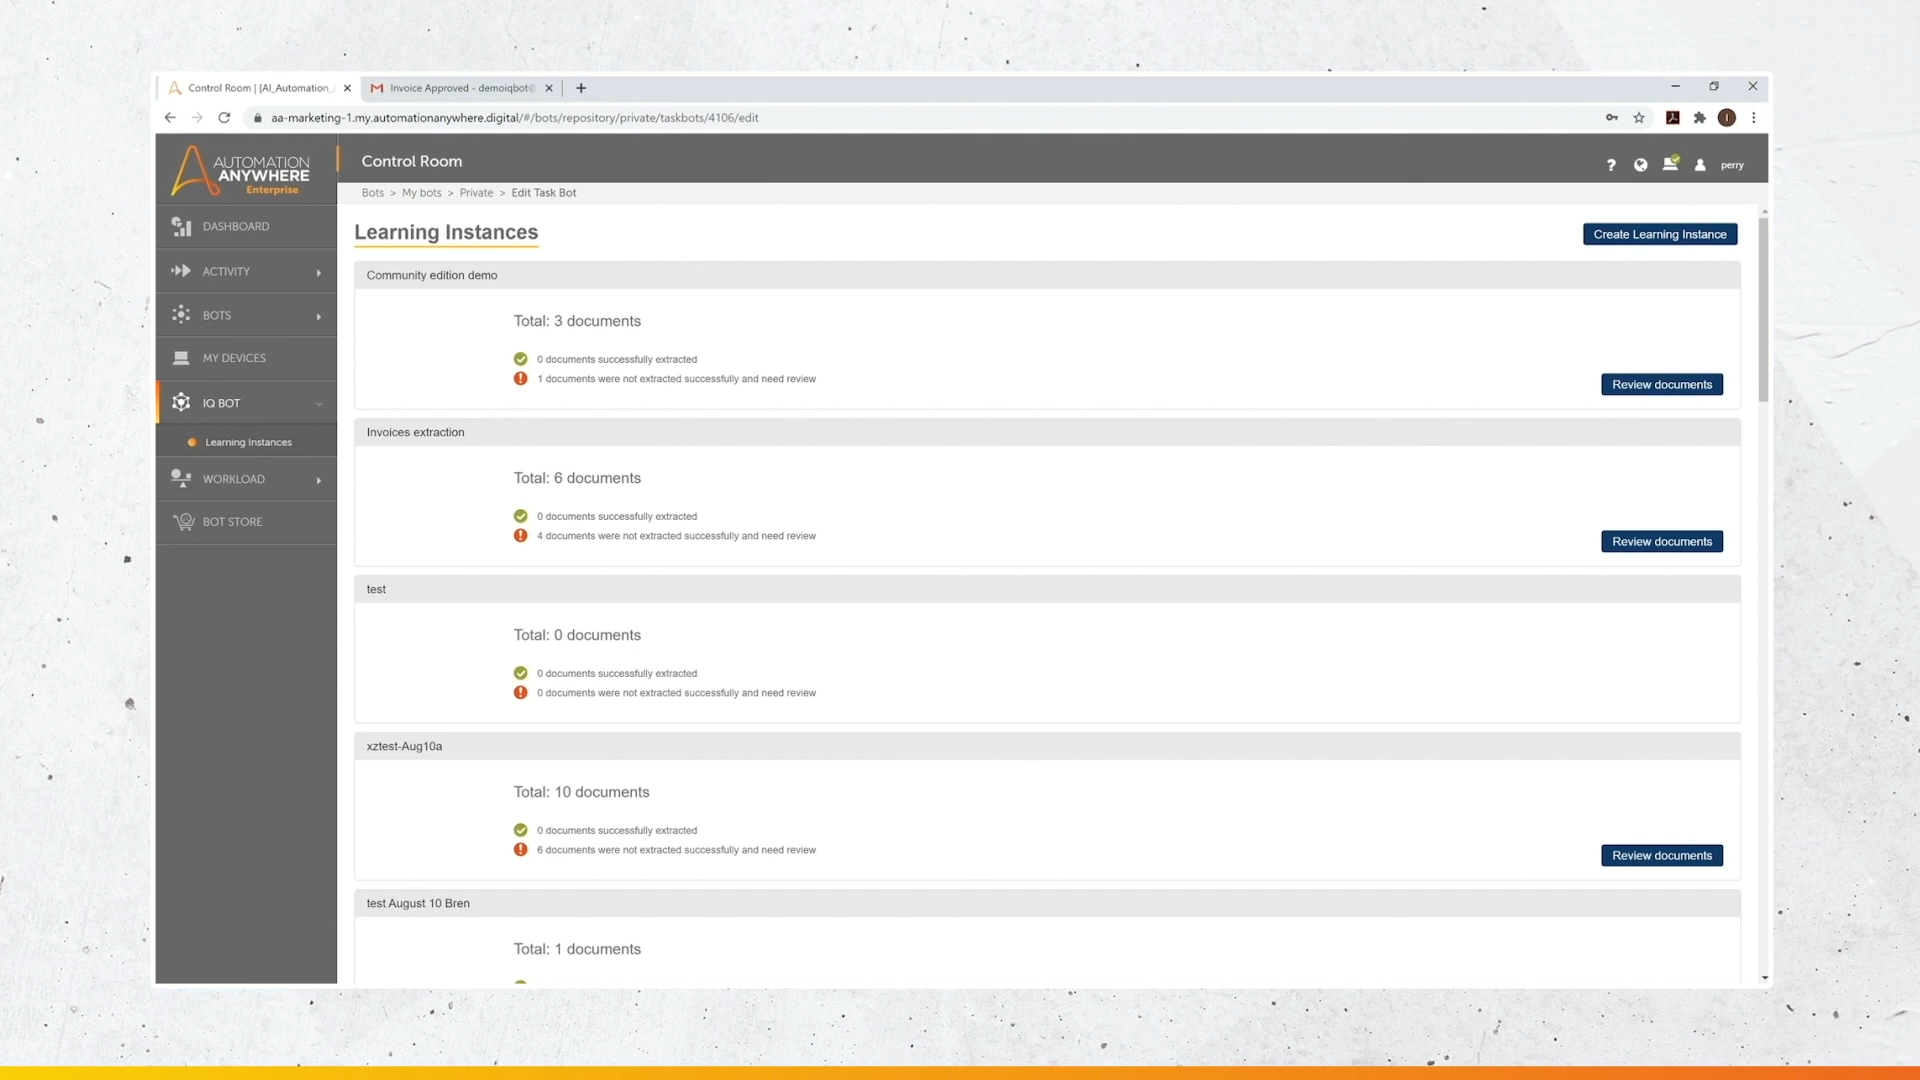 Control Room | [AI_Automation_
Invoice Approved - demoiqbot@
aa-marketing-1.my.automationanywhere.digital/#/bots/repository/private/taskbots/4106/edit
I
AUTOMATION
ANYWHERE
Enterprise
Control Room
perry
Bots > My bots > Private > Edit Task Bot
DASHBOARD
ACTIVITY
BOTS
MY DEVICES
IQ BOT
Learning Instances
WORKLOAD
BOT STORE
Learning Instances
Create Learning Instance
Community edition demo
Total: 3 documents
0 documents successfully extracted
1 documents were not extracted successfully and need review
Review documents
Invoices extraction
Total: 6 documents
0 documents successfully extracted
4 documents were not extracted successfully and need review
Review documents
test
Total: 0 documents
0 documents successfully extracted
0 documents were not extracted successfully and need review
xztest-Aug10a
Total: 10 documents
0 documents successfully extracted
6 documents were not extracted successfully and need review
Review documents
test August 10 Bren
Total: 1 documents